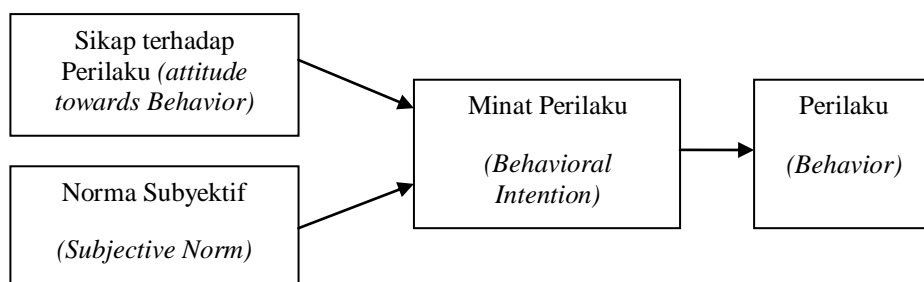 Sikap terhadap
Perilaku (attitude
towards Behavior)
Norma Subyektif
(Subjective Norm)
Minat Perilaku
(Behavioral
Intention)
Perilaku
(Behavior)